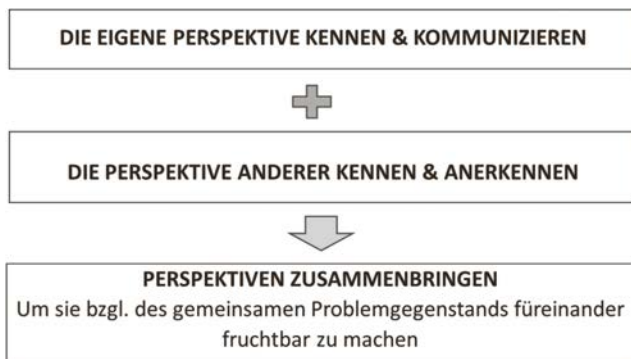 DIE EIGENE PERSPEKTIVE KENNEN & KOMMUNIZIEREN
DIE PERSPEKTIVE ANDERER KENNEN & ANERKENNEN
PERSPEKTIVEN ZUSAMMENBRINGEN
Um sie bzgl. des gemeinsamen Problemgegenstands füreinander
fruchtbar zu machen